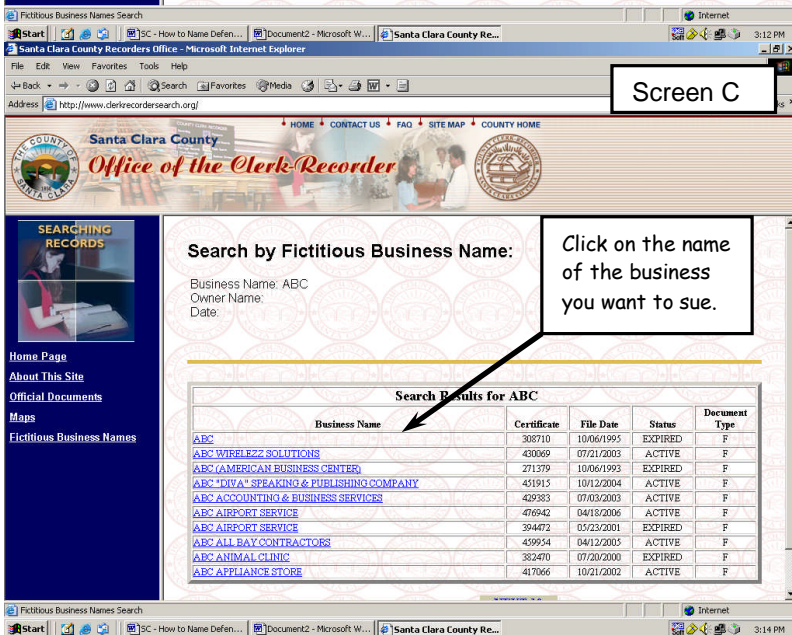 Fictitious Business Names Search
Internet
Start
SC - How to Name Defen...
Document2 - Microsoft W...
Santa Clara County Re...
3:12 PM
Santa Clara County Recorders Office - Microsoft Internet Explorer
File Edit View Favorites Tools Help
Back
Search Favorites Media
Screen C
Address http://www.clerkrecordersearch.org/
HOME CONTACT US FAQ SITE MAP COUNTY HOME
Santa Clara County
Office of the Clerk-Recorder
SEARCHING
RECORDS
Home Page
About This Site
Official Documents
Maps
Fictitious Business Names
Search by Fictitious Business Name:
Business Name: ABC
Owner Name:
Date:
Click on the name
of the business
you want to sue.
Search Results for ABC
Business Name Certificate File Date Status Document Type
ABC 308710 10/06/1995 EXPIRED F
ABC WIRELEZZ SOLUTIONS 430069 07/21/2003 ACTIVE F
ABC (AMERICAN BUSINESS CENTER) 271379 10/06/1993 EXPIRED F
ABC "DIVA" SPEAKING & PUBLISHING COMPANY 451915 10/12/2004 ACTIVE F
ABC ACCOUNTING & BUSINESS SERVICES 429383 07/03/2003 ACTIVE F
ABC AIRPORT SERVICE 476942 04/18/2006 ACTIVE F
ABC AIRPORT SERVICE 394472 05/23/2001 EXPIRED F
ABC ALL BAY CONTRACTORS 459954 04/12/2005 ACTIVE F
ABC ANIMAL CLINIC 382470 07/20/2000 EXPIRED F
ABC APPLIANCE STORE 417066 10/21/2002 ACTIVE F
Fictitious Business Names Search
Internet
Start
SC - How to Name Defen...
Document2 - Microsoft W...
Santa Clara County Re...
3:14 PM